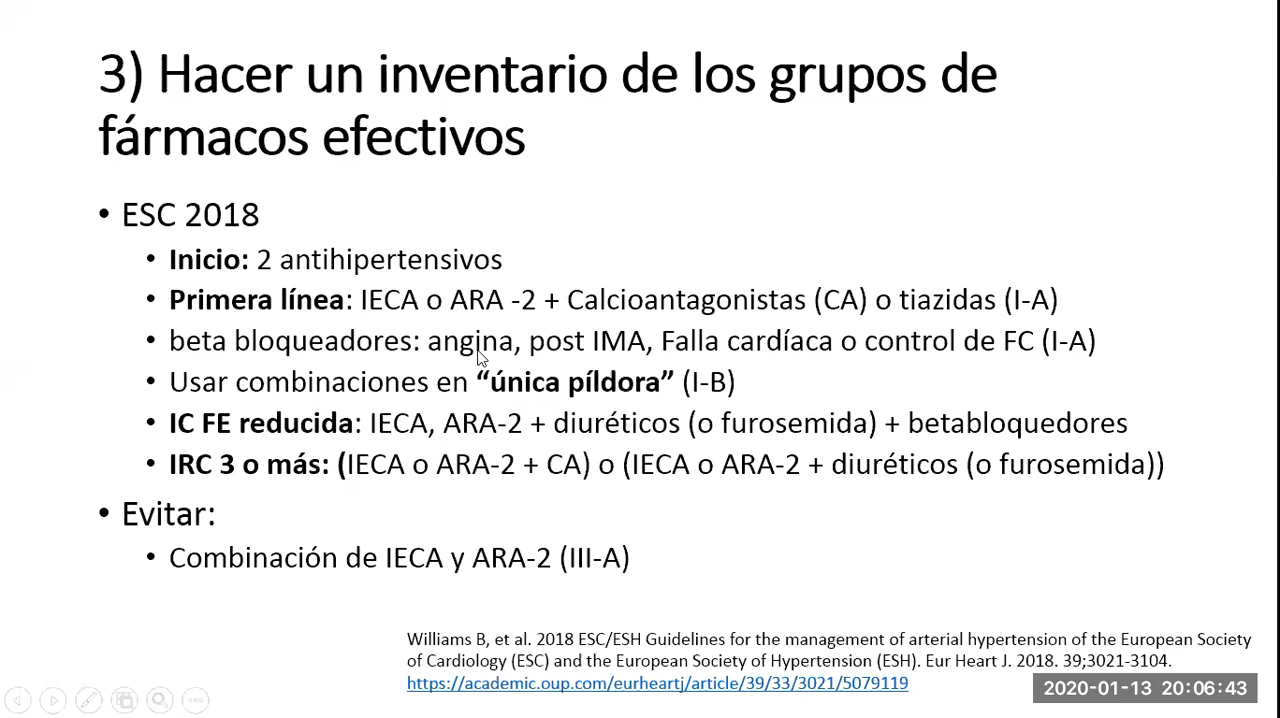 3) Hacer un inventario de los grupos de
fármacos efectivos
• ESC 2018
• Inicio: 2 antihipertensivos
• Primera línea: IECA o ARA -2 + Calcioantagonistas (CA) o tiazidas (I-A)
• beta bloqueadores: angina, post IMA, Falla cardíaca o control de FC (I-A)
• Usar combinaciones en “única píldora” (I-B)
• IC FE reducida: IECA, ARA-2 + diuréticos (o furosemida) + betabloquedores
• IRC 3 o más: (IECA o ARA-2 + CA) o (IECA o ARA-2 + diuréticos (o furosemida))
• Evitar:
• Combinación de IECA y ARA-2 (III-A)
Williams B, et al. 2018 ESC/ESH Guidelines for the management of arterial hypertension of the European Society
of Cardiology (ESC) and the European Society of Hypertension (ESH). Eur Heart J. 2018. 39;3021-3104.
https://academic.oup.com/eurheartj/article/39/33/3021/5079119
2020-01-13 20:06:43